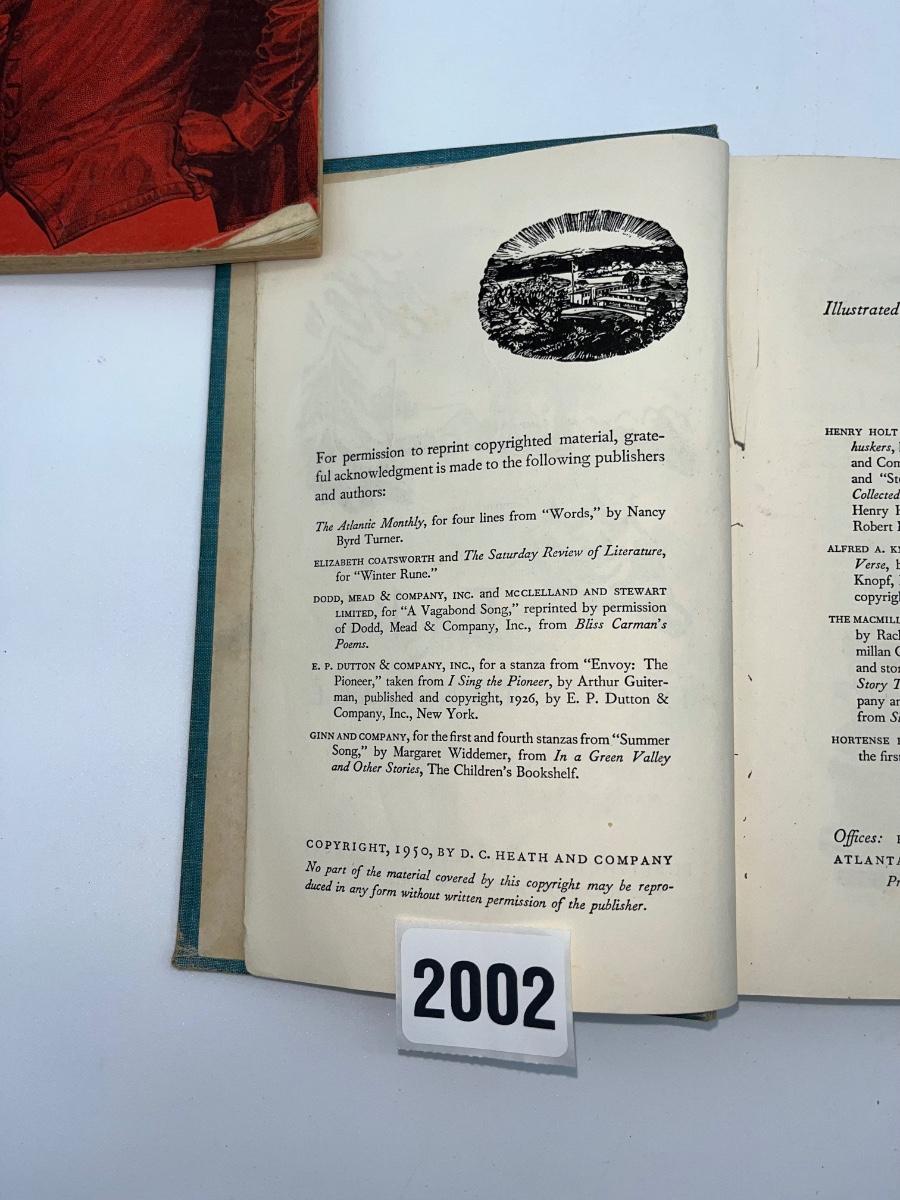 For permission to reprint copyrighted material, grate-
ful acknowledgment is made to the following publishers
and authors:
The Atlantic Monthly, for four lines from "Words," by Nancy
Byrd Turner.
ELIZABETH COATSWORTH and The Saturday Review of Literature,
for "Winter Rune."
DODD, MEAD & COMPANY, INC. and MCCLELLAND AND STEWART
LIMITED, for "A Vagabond Song," reprinted by permission
of Dodd, Mead & Company, Inc., from Bliss Carman's
Poems.
E. P. DUTTON & COMPANY, INC., for a stanza from "Envoy: The
Pioneer," taken from I Sing the Pioneer, by Arthur Guiter-
man, published and copyright, 1926, by E. P. Dutton &
Company, Inc., New York.
GINN AND COMPANY, for the first and fourth stanzas from "Summer
Song," by Margaret Widdemer, from In a Green Valley
and Other Stories, The Children's Bookshelf.
COPYRIGHT, 1950, BY D. C. HEATH AND COMPANY
No part of the material covered by this copyright may be repro-
duced in any form without written permission of the publisher.
2002
Illustrated
HENRY HOLT
huskers,
and Com
and "Sto
Collected
Henry H
Robert
ALFRED A. K
Verse, b
Knopf,
copyrigh
THE MACMILL
by Rach
millan C
and stor
Story T
pany an
from S
HORTENSE
the firs
Offices:
ATLANTA
Pr